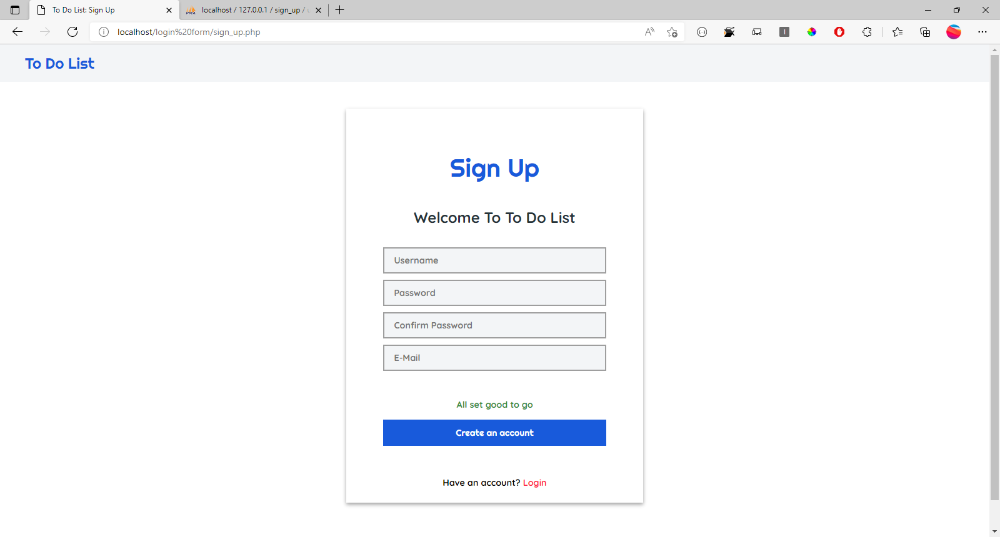 To Do List: Sign Up
localhost / 127.0.0.1 / sign_up /
localhost/login%20form/sign_up.php
To Do List
Sign Up
Welcome To To Do List
Username
Password
Confirm Password
E-Mail
All set good to go
Create an account
Have an account? Login